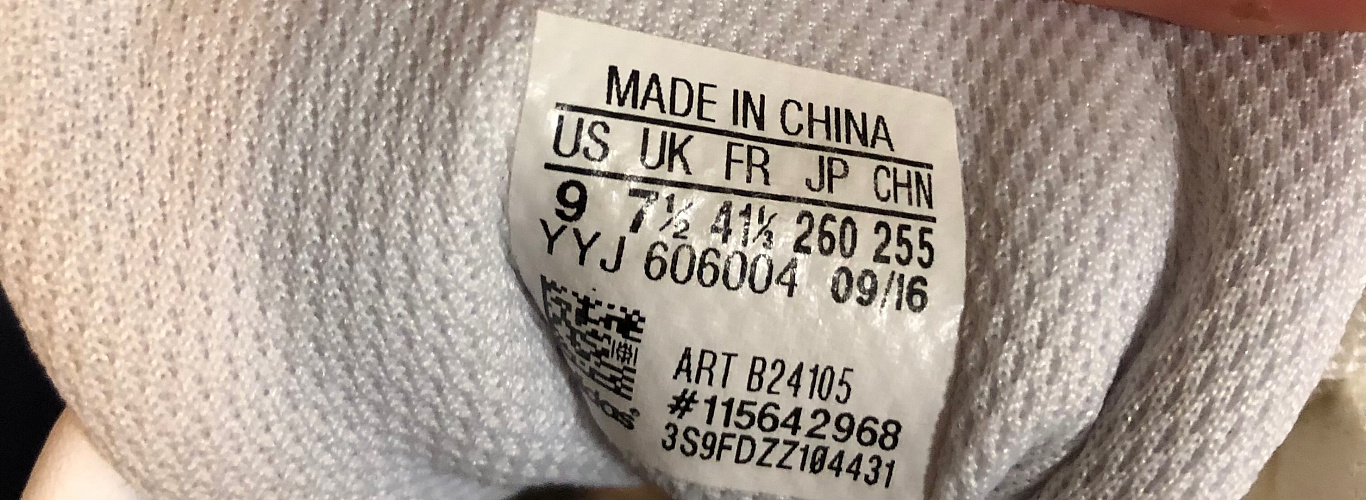 MADE IN CHINA
US UK FR JP CHN
9 7½ 41⅓ 260 255
YYJ 606004 09/16
ART B24105
#115642968
3S9FDZZ104431